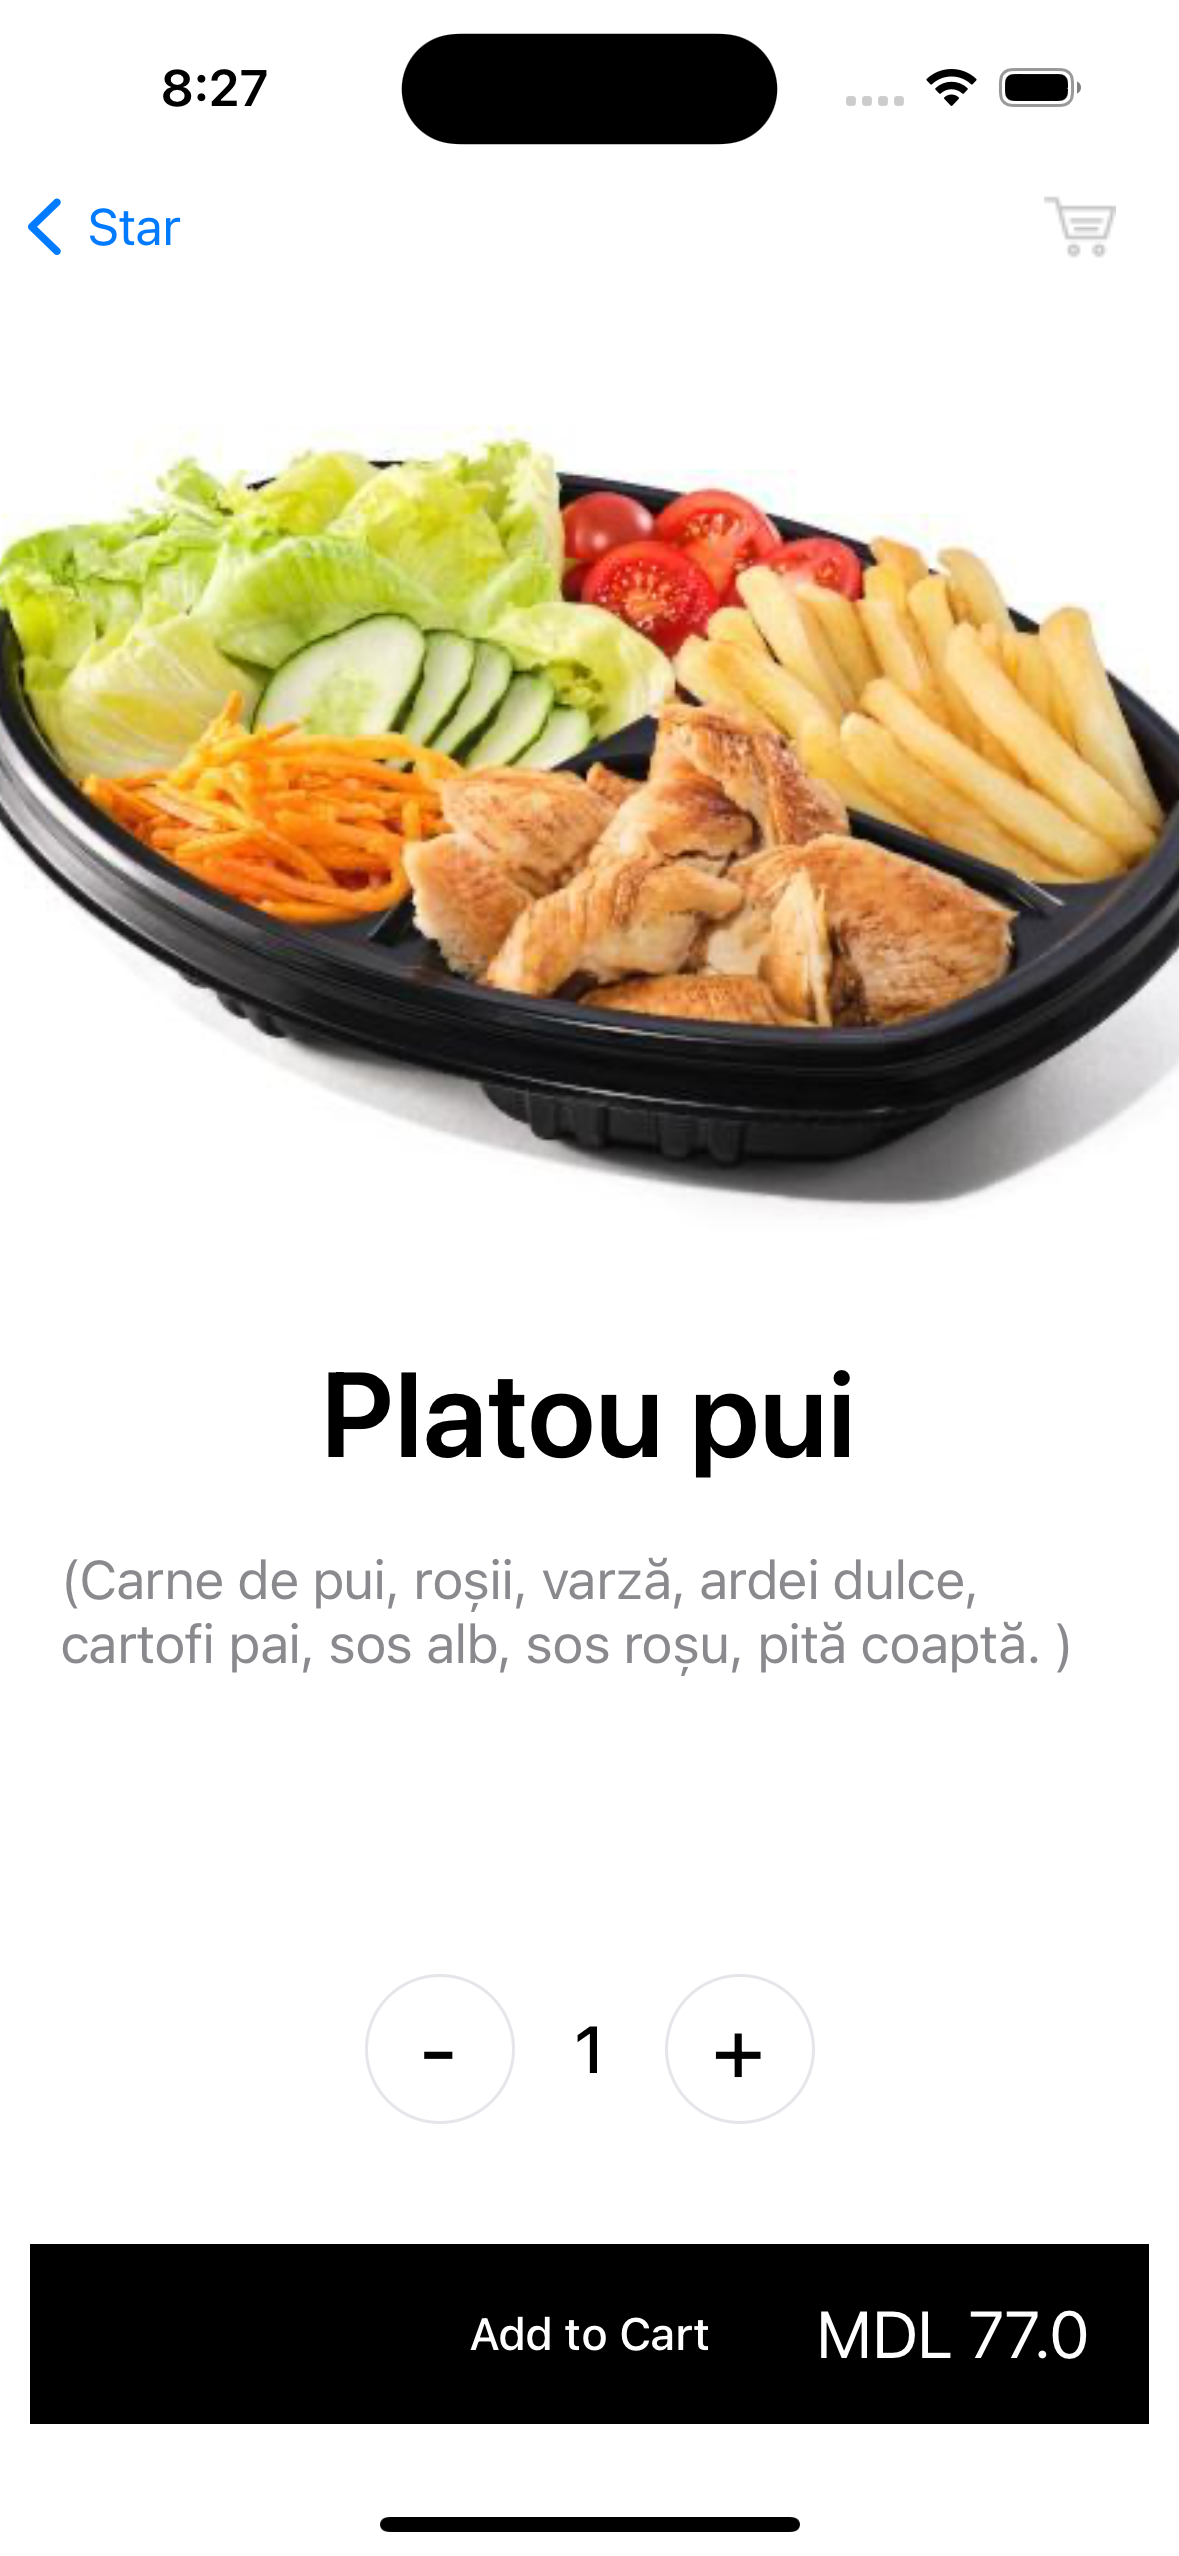 8:27
Star
Platou pui
(Carne de pui, roșii, varză, ardei dulce,
cartofi pai, sos alb, sos roșu, pită coaptă. )
- 1 +
Add to Cart MDL 77.0